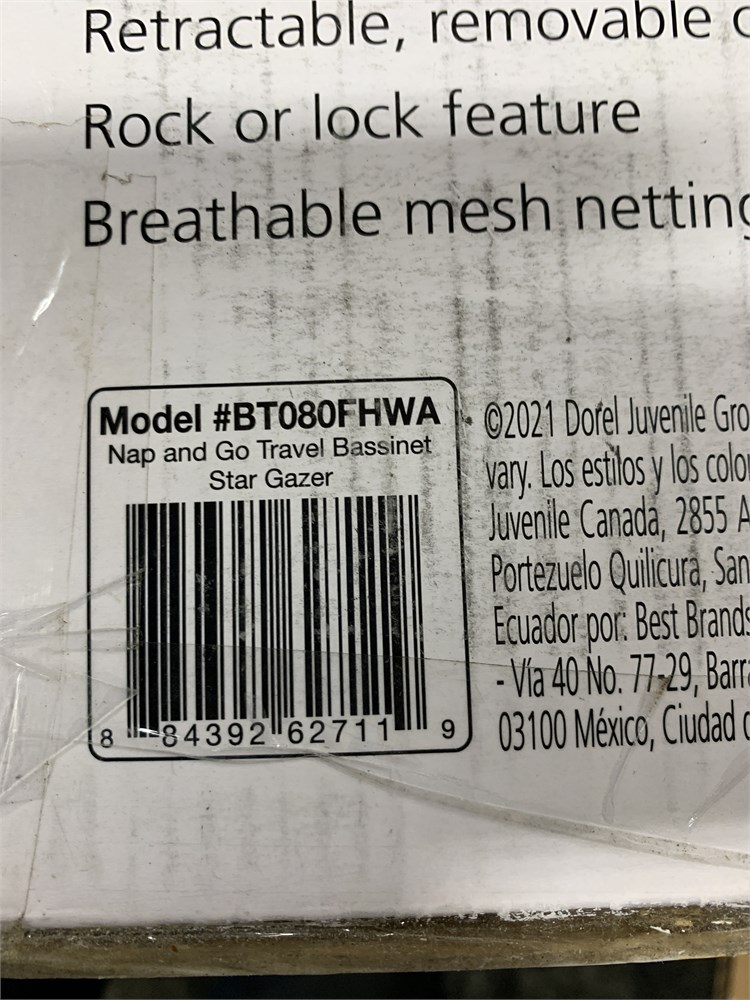 Retractable, removable
Rock or lock feature
Breathable mesh netting
Model #BT080FHWA
Nap and Go Travel Bassinet
Star Gazer
8 84392 62711 9
©2021 Dorel Juvenile Gro
vary. Los estilos y los color
Juvenile Canada, 2855 A
Portezuelo Quilicura, San
Ecuador por: Best Brands
- Vía 40 No. 77-29, Barra
03100 México, Ciudad d